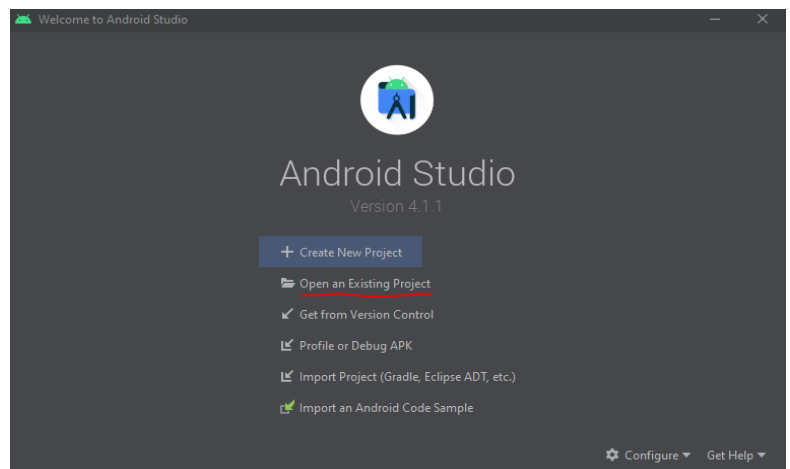 Welcome to Android Studio
Android Studio
Version 4.1.1
Create New Project
Open an Existing Project
Get from Version Control
Profile or Debug APK
Import Project (Gradle, Eclipse ADT, etc.)
Import an Android Code Sample
Configure Get Help